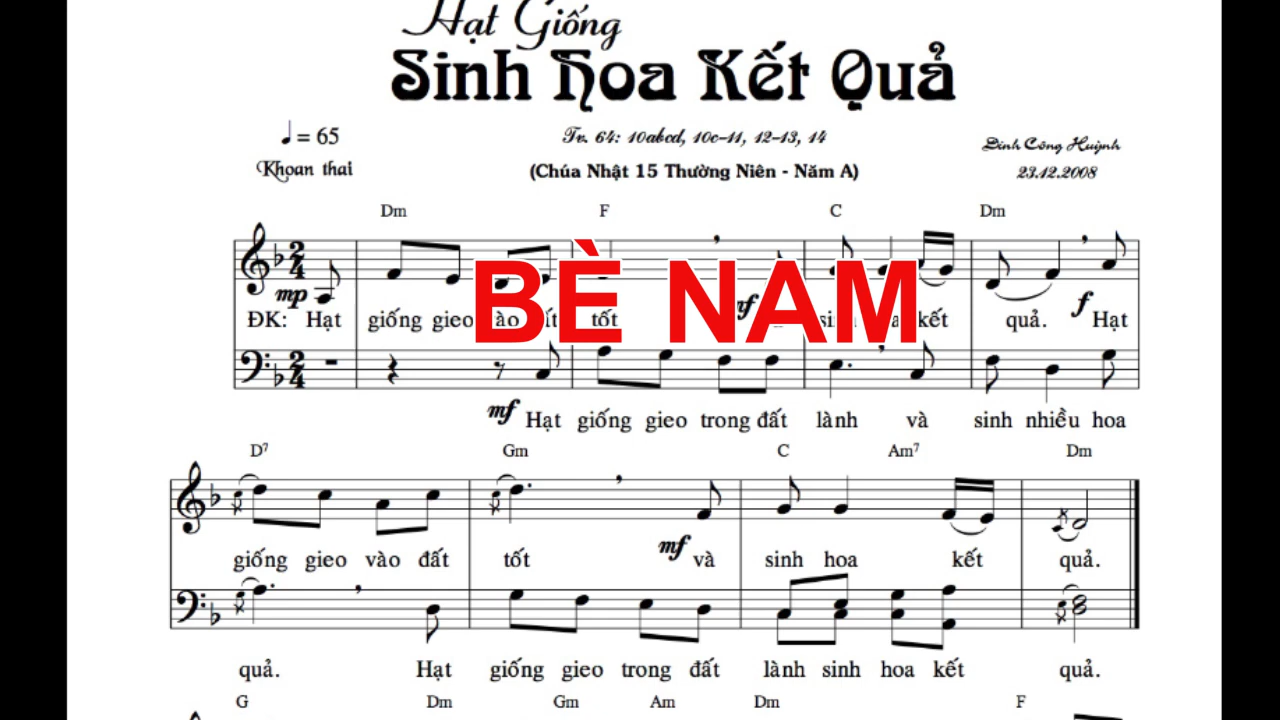 Hạt Giống
Sinh Hoa Kết Quả
♩ = 65
Khoan thai
Tv. 64: 10abcd, 10e-11, 12-13, 14
(Chúa Nhật 15 Thường Niên - Năm A)
Đinh Công Huỳnh
23.12.2008
Dm F C Dm
BÈ NAM
mp mf f
ĐK: Hạt giống gieo tốt kết quả. Hạt
mf
Hạt giống gieo trong đất lành và sinh nhiều hoa
D7 Gm C Am7 Dm
mf
giống gieo vào đất tốt và sinh hoa kết quả.
quả. Hạt giống gieo trong đất lành sinh hoa kết quả.
G Dm Gm Am Dm F